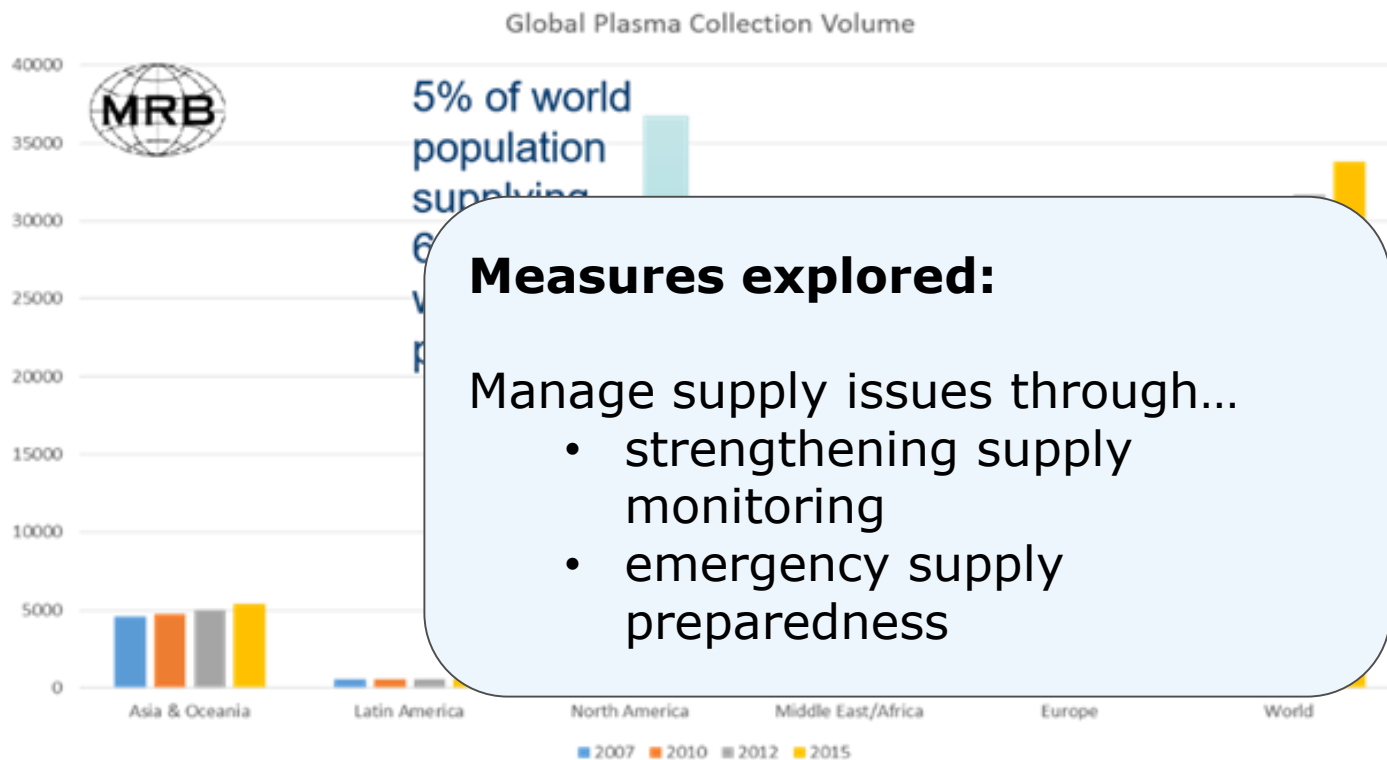 Global Plasma Collection Volume
40000
35000
30000
25000
20000
15000
10000
5000
0
MRB
5% of world
population
supplying
6
Measures explored:
Manage supply issues through…
• strengthening supply
monitoring
• emergency supply
preparedness
Asia & Oceania
Latin America
North America
Middle East/Africa
Europe
World
2007
2010
2012
2015